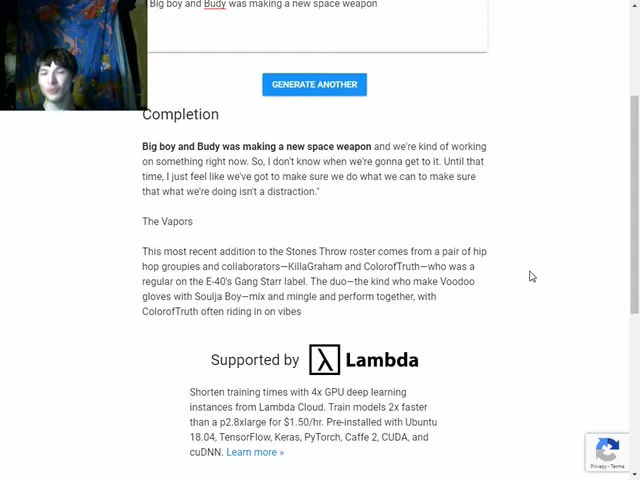 Big boy and Budy was making a new space weapon
GENERATE ANOTHER
Completion
Big boy and Budy was making a new space weapon and we're kind of working
on something right now. So, I don't know when we're gonna get to it. Until that
time, I just feel like we've got to make sure we do what we can to make sure
that what we're doing isn't a distraction."
The Vapors
This most recent addition to the Stones Throw roster comes from a pair of hip
hop groupies and collaborators—KillaGraham and ColorofTruth—who was a
regular on the E-40's Gang Starr label. The duo—the kind who make Voodoo
gloves with Soulja Boy—mix and mingle and perform together, with
ColorofTruth often riding in on vibes
Supported by λ Lambda
Shorten training times with 4x GPU deep learning
instances from Lambda Cloud. Train models 2x faster
than a p2.8xlarge for $1.50/hr. Pre-installed with Ubuntu
18.04, TensorFlow, Keras, PyTorch, Caffe 2, CUDA, and
cuDNN. Learn more »
Privacy - Terms